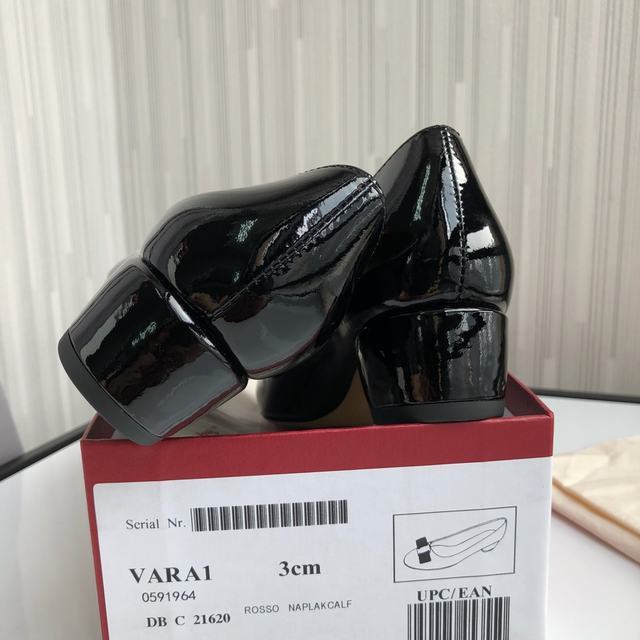 Serial Nr.
VARA1 3cm
0591964
DB C 21620 ROSSO NAPLAKCALF
UPC/EAN